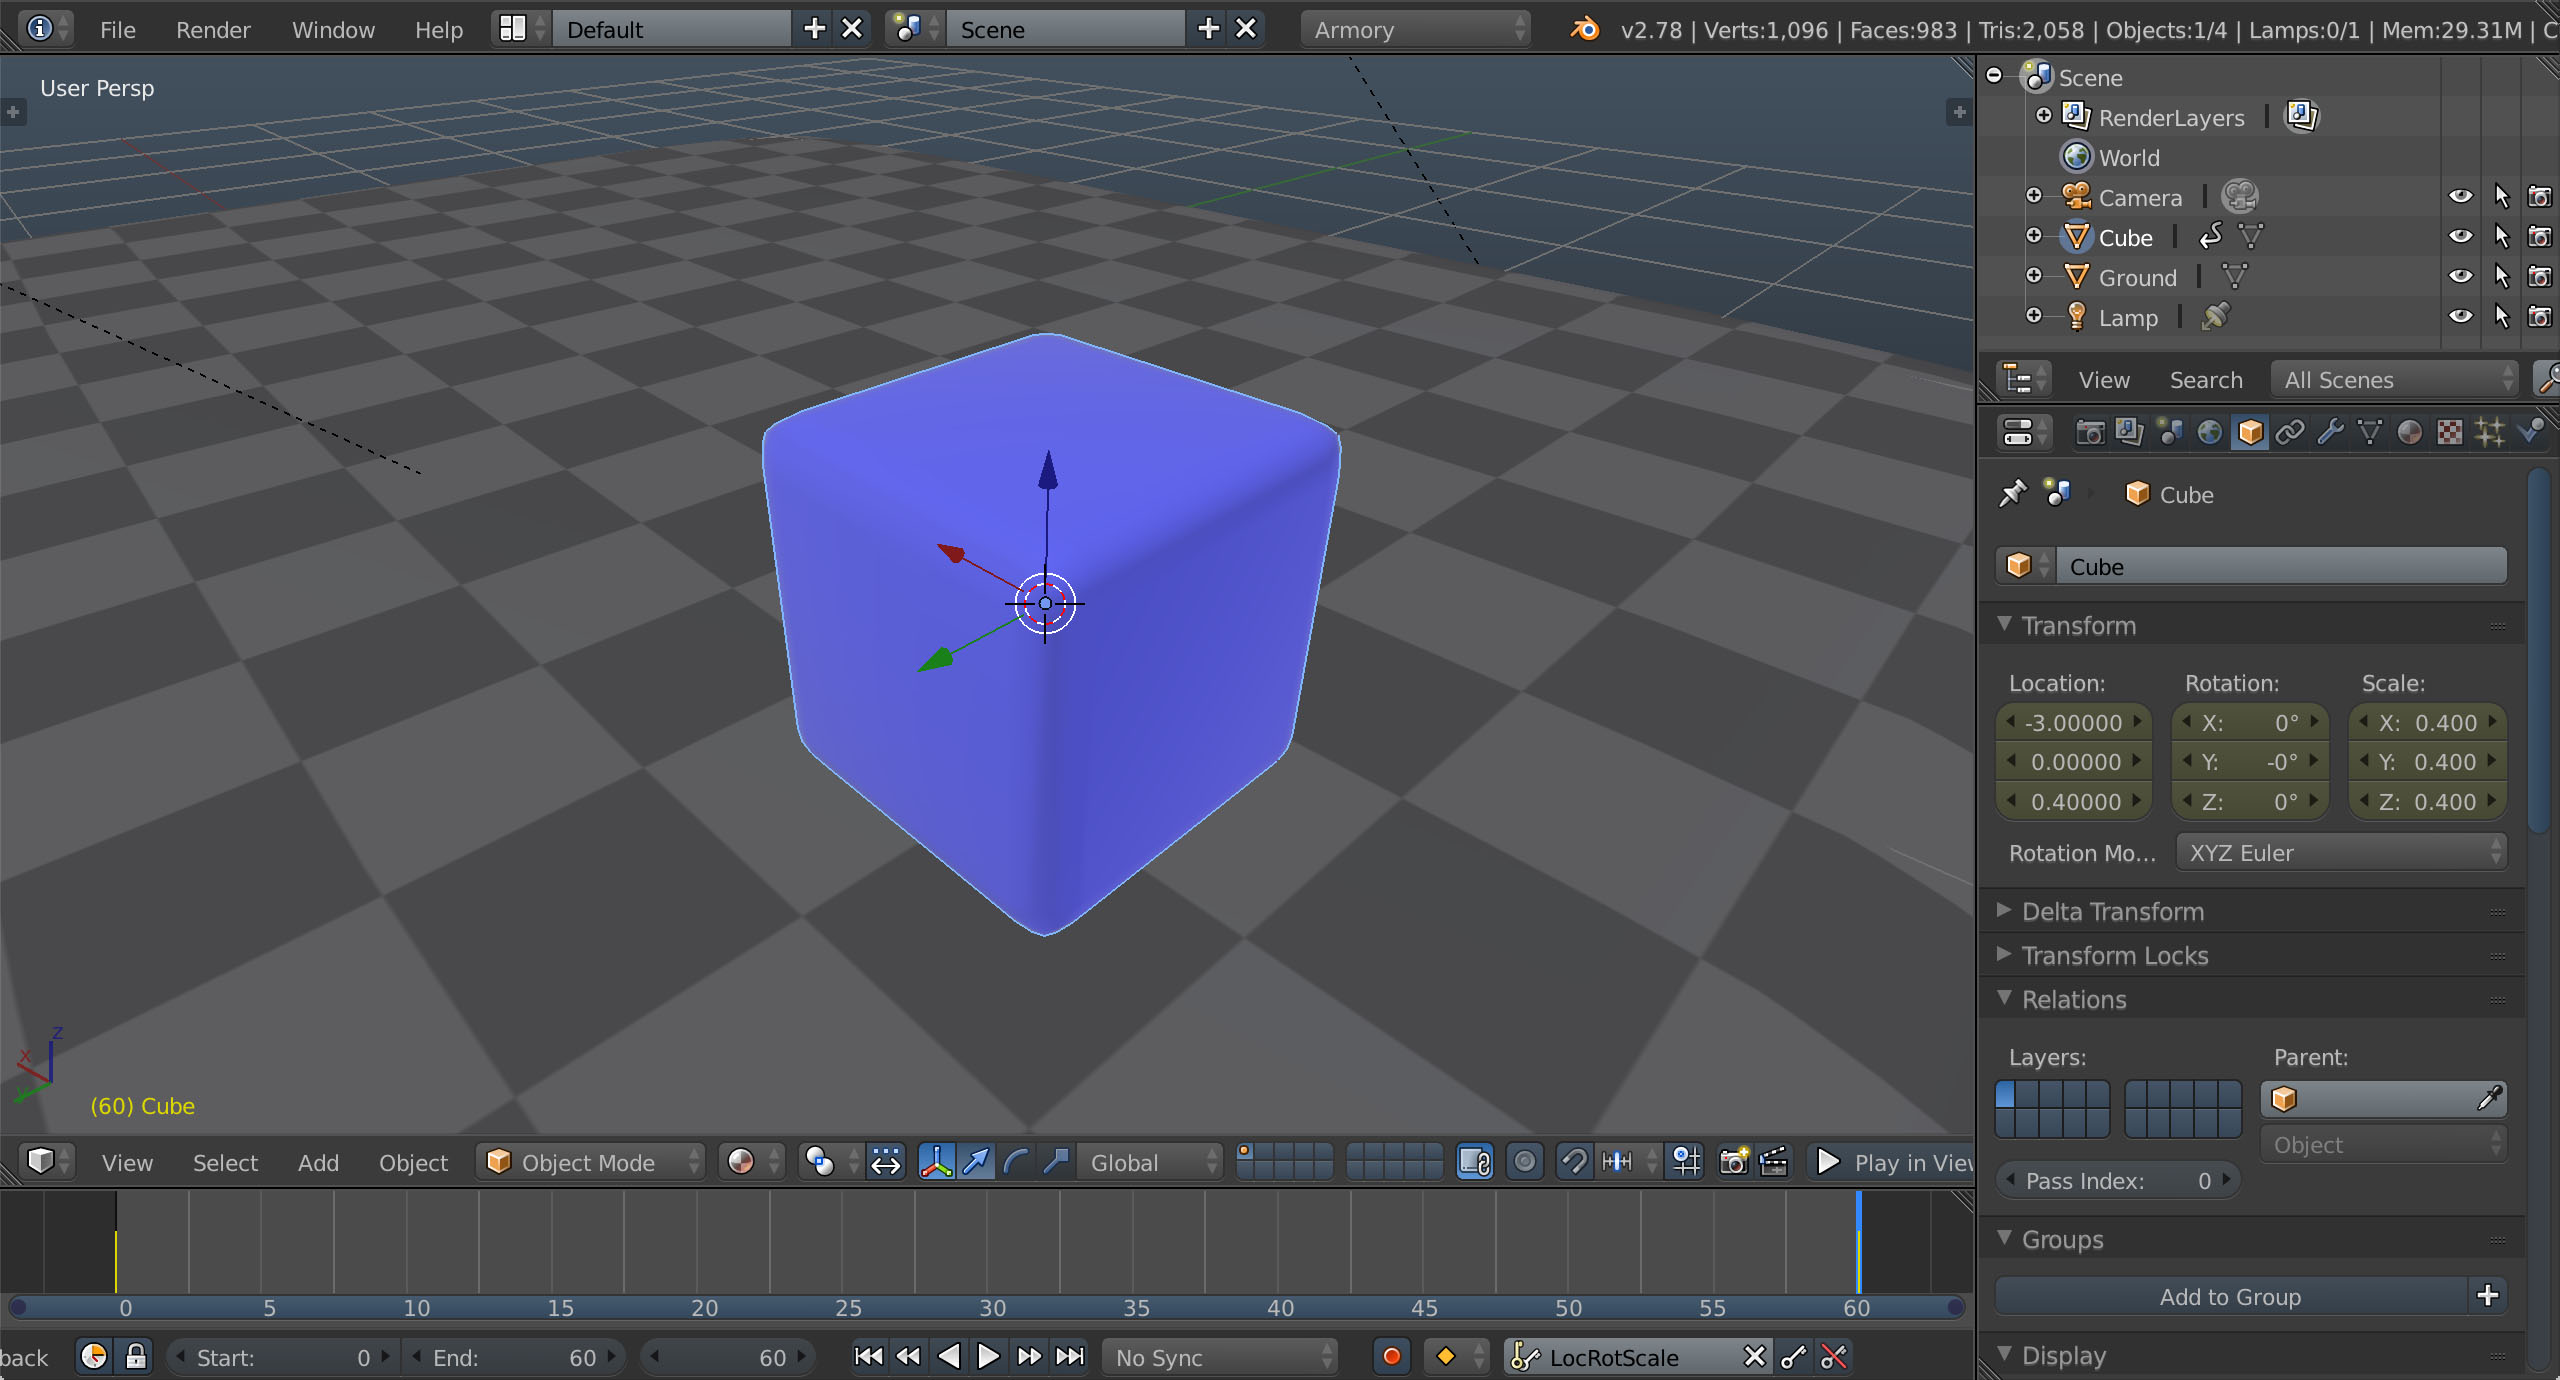 File Render Window Help Default Scene Armory v2.78 | Verts:1,096 | Faces:983 | Tris:2,058 | Objects:1/4 | Lamps:0/1 | Mem:29.31M | C
User Persp
Scene
RenderLayers
World
Camera
Cube
Ground
Lamp
View Search All Scenes
Cube
Cube
Transform
Location: Rotation: Scale:
-3.00000 X: 0° X: 0.400
0.00000 Y: -0° Y: 0.400
0.40000 Z: 0° Z: 0.400
Rotation Mo... XYZ Euler
Delta Transform
Transform Locks
Relations
Layers: Parent:
Object
Pass Index: 0
Groups
Add to Group
Display
Z
X
Y
(60) Cube
View Select Add Object Object Mode Global Play in View
0 5 10 15 20 25 30 35 40 45 50 55 60
back Start: 0 End: 60 60 No Sync LocRotScale